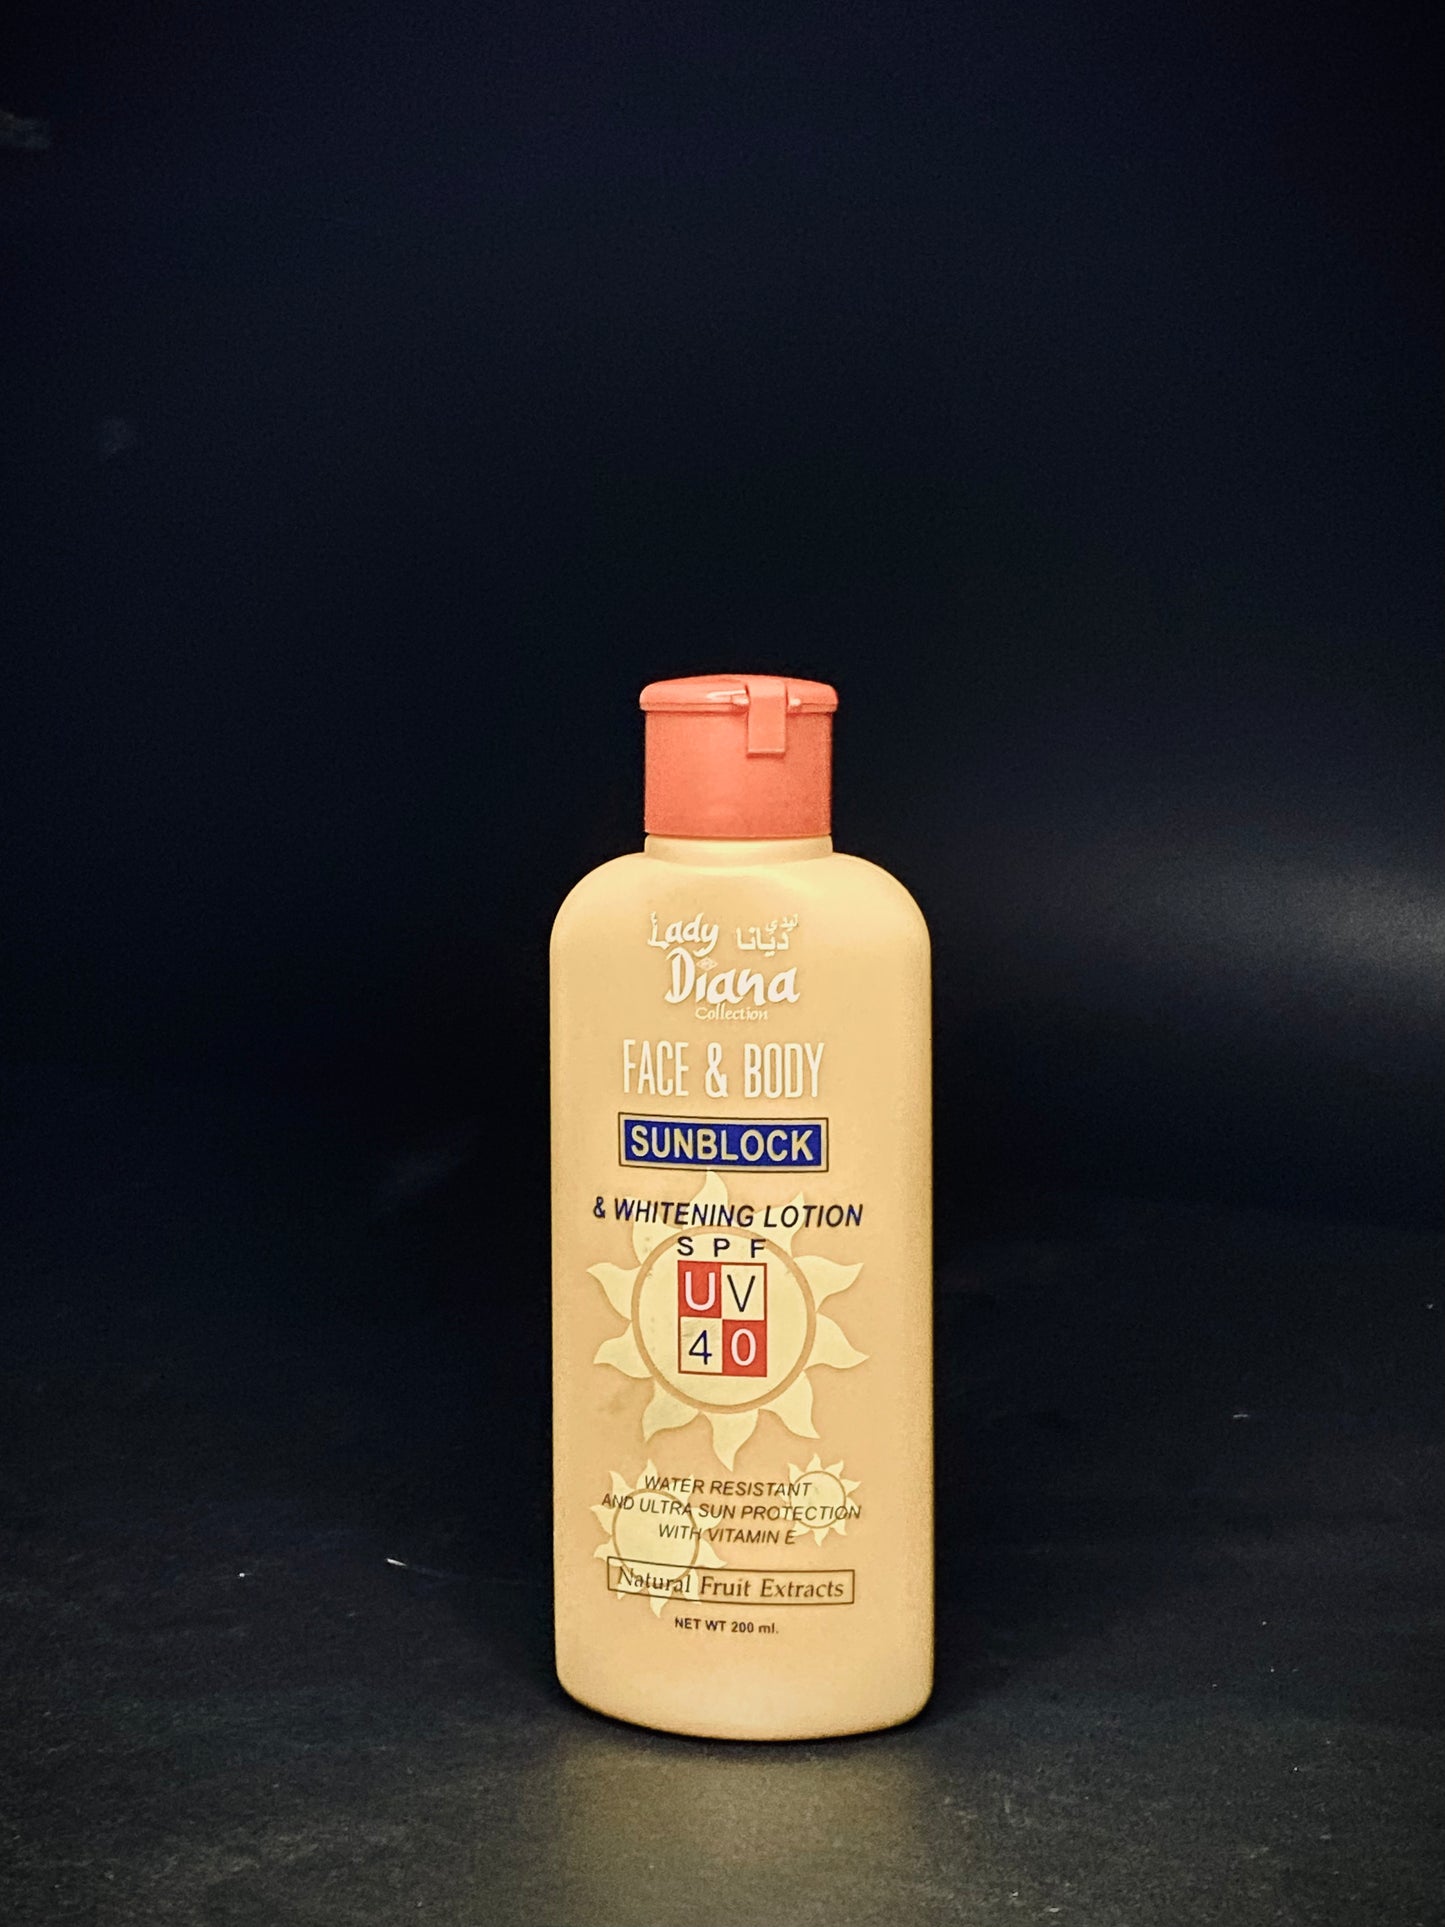 Lady ليدي
ديانا
Diana
Collection
FACE & BODY
SUNBLOCK
& WHITENING LOTION
SPF
UV
40
WATER RESISTANT
AND ULTRA SUN PROTECTION
WITH VITAMIN E
Natural Fruit Extracts
NET WT 200 ml.